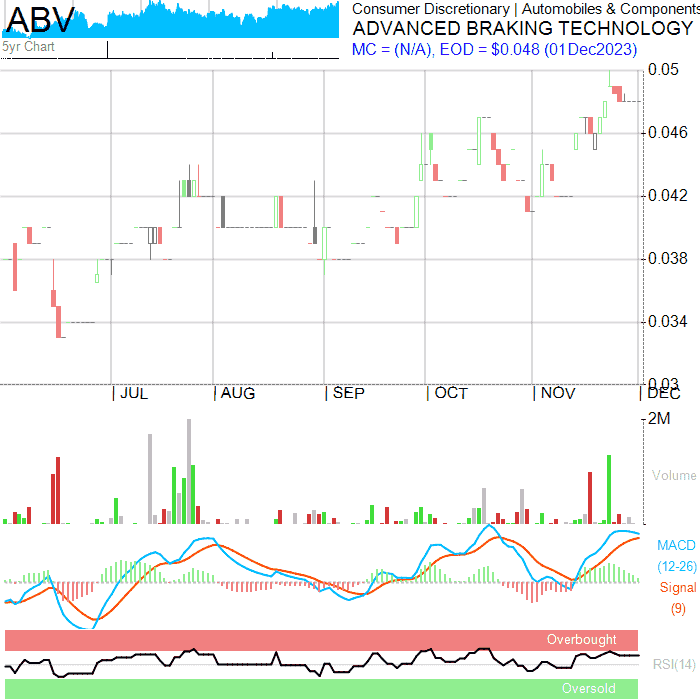 ABV
5yr Chart
Consumer Discretionary | Automobiles & Components
ADVANCED BRAKING TECHNOLOGY
MC = (N/A), EOD = $0.048 (01Dec2023)
0.05
0.046
0.042
0.038
0.034
0.03
| JUL
| AUG
| SEP
| OCT
| NOV
| DEC
2M
Volume
MACD
(12-26)
Signal
(9)
Overbought
RSI(14)
Oversold